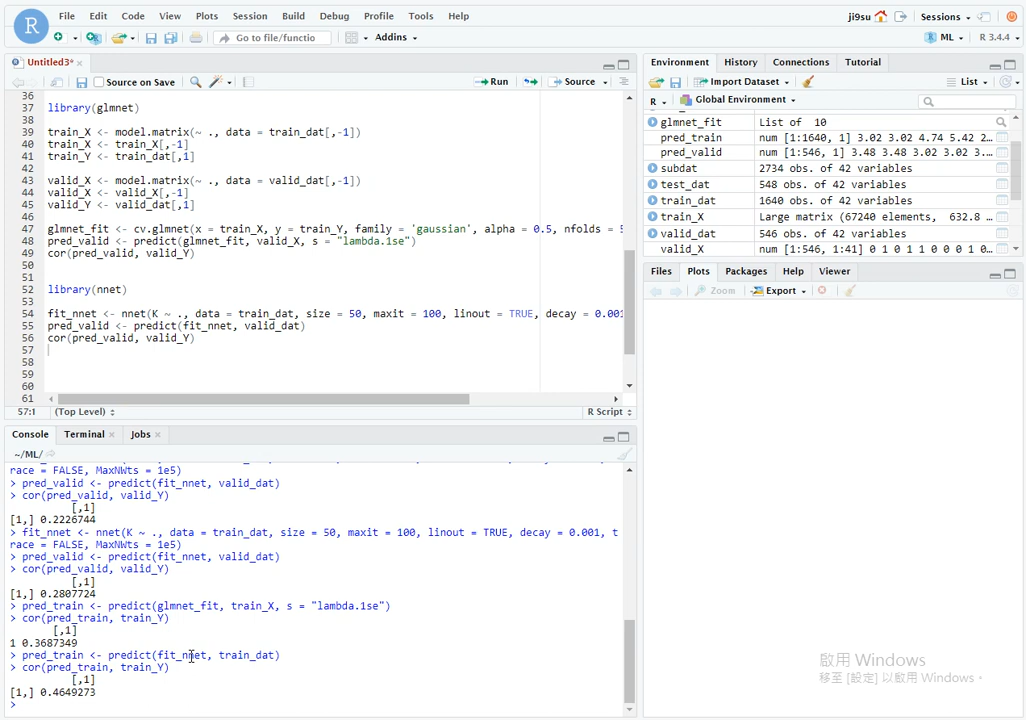 File Edit Code View Plots Session Build Debug Profile Tools Help
ji9su Sessions
Go to file/functio Addins
ML R 3.4.4
Untitled3*
Source on Save Run Source
36
37 library(glmnet)
38
39 train_X <- model.matrix(~ ., data = train_dat[,-1])
40 train_X <- train_X[,-1]
41 train_Y <- train_dat[,1]
42
43 valid_X <- model.matrix(~ ., data = valid_dat[,-1])
44 valid_X <- valid_X[,-1]
45 valid_Y <- valid_dat[,1]
46
47 glmnet_fit <- cv.glmnet(x = train_X, y = train_Y, family = 'gaussian', alpha = 0.5, nfolds = 5
48 pred_valid <- predict(glmnet_fit, valid_X, s = "lambda.1se")
49 cor(pred_valid, valid_Y)
50
51
52 library(nnet)
53
54 fit_nnet <- nnet(K ~ ., data = train_dat, size = 50, maxit = 100, linout = TRUE, decay = 0.001
55 pred_valid <- predict(fit_nnet, valid_dat)
56 cor(pred_valid, valid_Y)
57
58
59
60
61
57:1 (Top Level) R Script
Console Terminal Jobs
~/ML/
race = FALSE, MaxNWts = 1e5)
> pred_valid <- predict(fit_nnet, valid_dat)
> cor(pred_valid, valid_Y)
[,1]
[1,] 0.2226744
> fit_nnet <- nnet(K ~ ., data = train_dat, size = 50, maxit = 100, linout = TRUE, decay = 0.001, t
race = FALSE, MaxNWts = 1e5)
> pred_valid <- predict(fit_nnet, valid_dat)
> cor(pred_valid, valid_Y)
[,1]
[1,] 0.2807724
> pred_train <- predict(glmnet_fit, train_X, s = "lambda.1se")
> cor(pred_train, train_Y)
[,1]
1 0.3687349
> pred_train <- predict(fit_nnet, train_dat)
> cor(pred_train, train_Y)
[,1]
[1,] 0.4649273
>
Environment History Connections Tutorial
Import Dataset List
R Global Environment
glmnet_fit List of 10
pred_train num [1:1640, 1] 3.02 3.02 4.74 5.42 2...
pred_valid num [1:546, 1] 3.48 3.48 3.02 3.02 3....
subdat 2734 obs. of 42 variables
test_dat 548 obs. of 42 variables
train_dat 1640 obs. of 42 variables
train_X Large matrix (67240 elements, 632.8 ...
valid_dat 546 obs. of 42 variables
valid_X num [1:546, 1:41] 0 1 0 1 1 0 0 0 1 0...
Files Plots Packages Help Viewer
Zoom Export
啟用 Windows
移至 [設定] 以啟用 Windows。